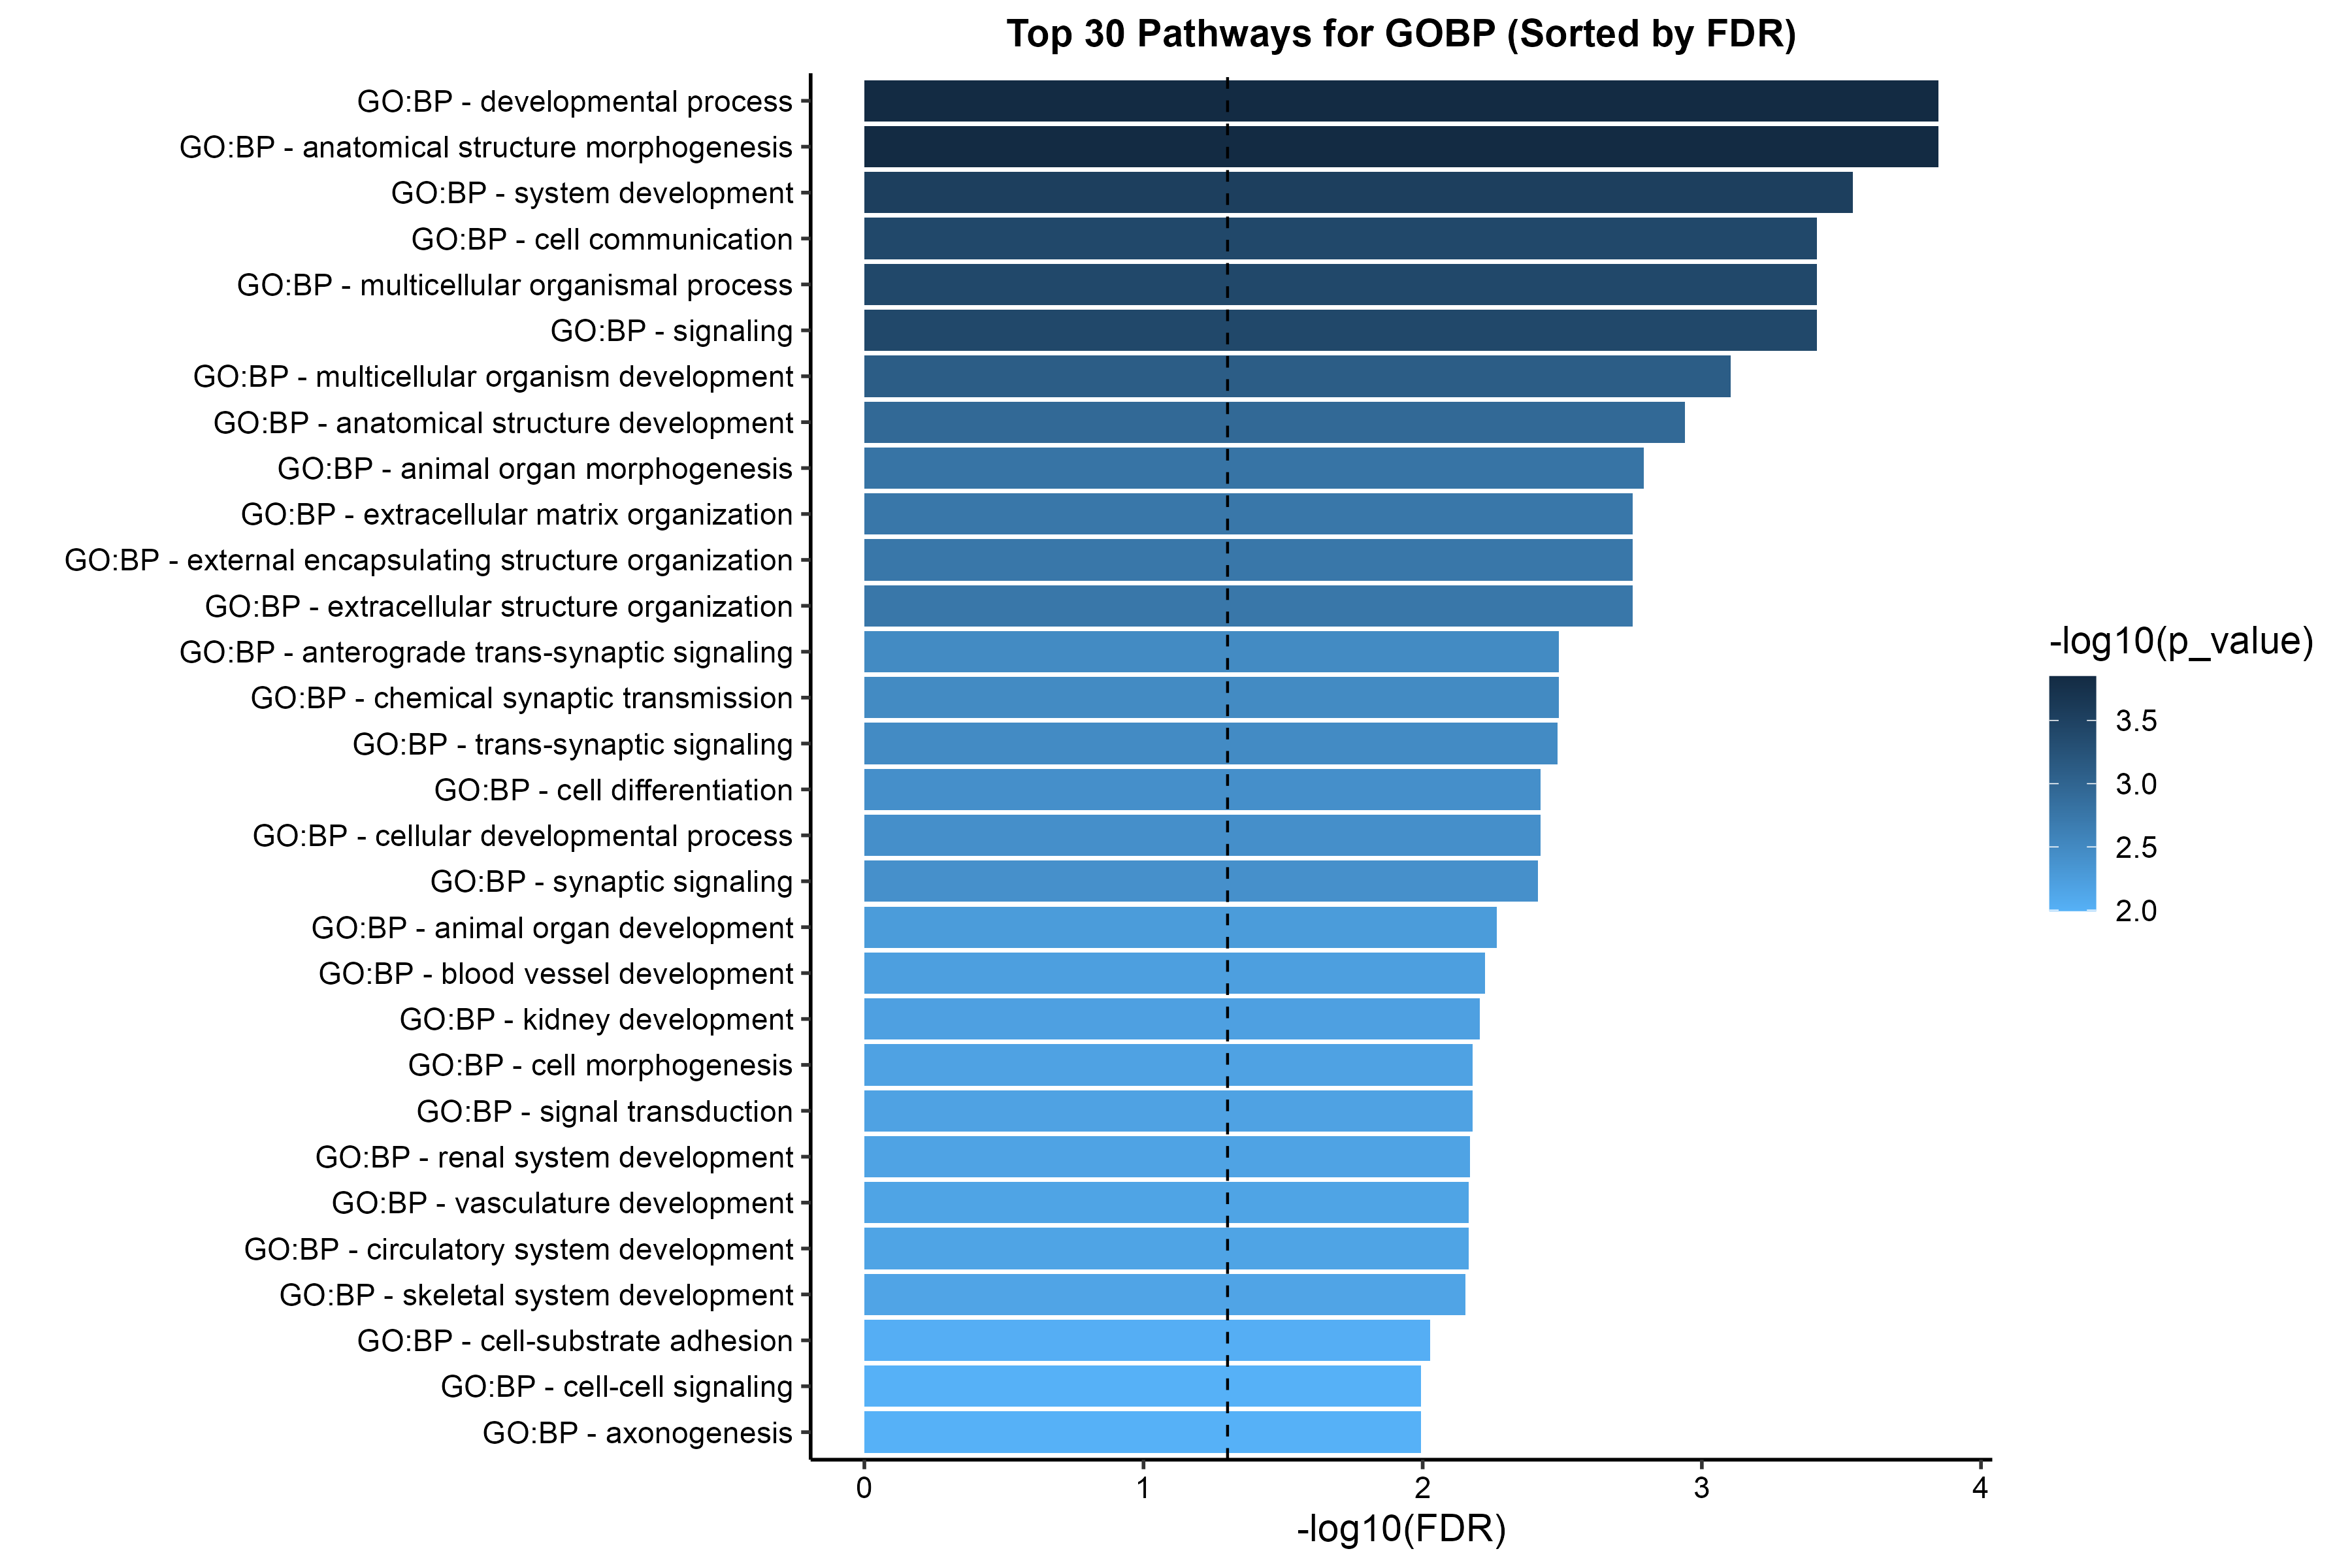 Top 30 Pathways for GOBP (Sorted by FDR)
GO:BP - developmental process
GO:BP - anatomical structure morphogenesis
GO:BP - system development
GO:BP - cell communication
GO:BP - multicellular organismal process
GO:BP - signaling
GO:BP - multicellular organism development
GO:BP - anatomical structure development
GO:BP - animal organ morphogenesis
GO:BP - extracellular matrix organization
GO:BP - external encapsulating structure organization
GO:BP - extracellular structure organization
GO:BP - anterograde trans-synaptic signaling
GO:BP - chemical synaptic transmission
GO:BP - trans-synaptic signaling
GO:BP - cell differentiation
GO:BP - cellular developmental process
GO:BP - synaptic signaling
GO:BP - animal organ development
GO:BP - blood vessel development
GO:BP - kidney development
GO:BP - cell morphogenesis
GO:BP - signal transduction
GO:BP - renal system development
GO:BP - vasculature development
GO:BP - circulatory system development
GO:BP - skeletal system development
GO:BP - cell-substrate adhesion
GO:BP - cell-cell signaling
GO:BP - axonogenesis
0 1 2 3 4
-log10(FDR)
-log10(p_value)
3.5
3.0
2.5
2.0